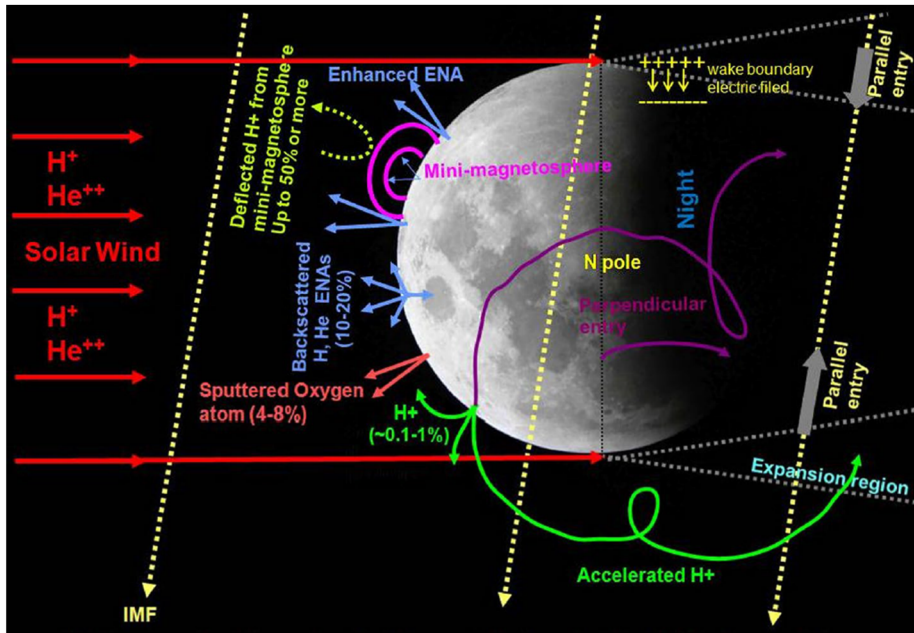 Enhanced ENA
Deflected H+ from
mini-magnetosphere
Up to 50% or more
+++++
---------
wake boundary
electric filed
Parallel
entry
H+
He++
Solar Wind
H+
He++
Mini-magnetosphere
Night
N pole
Backscattered
H, He ENAs
(10-20%)
Perpendicular
entry
Sputtered Oxygen
atom (4-8%)
H+
(~0.1-1%)
Parallel
entry
Expansion region
Accelerated H+
IMF